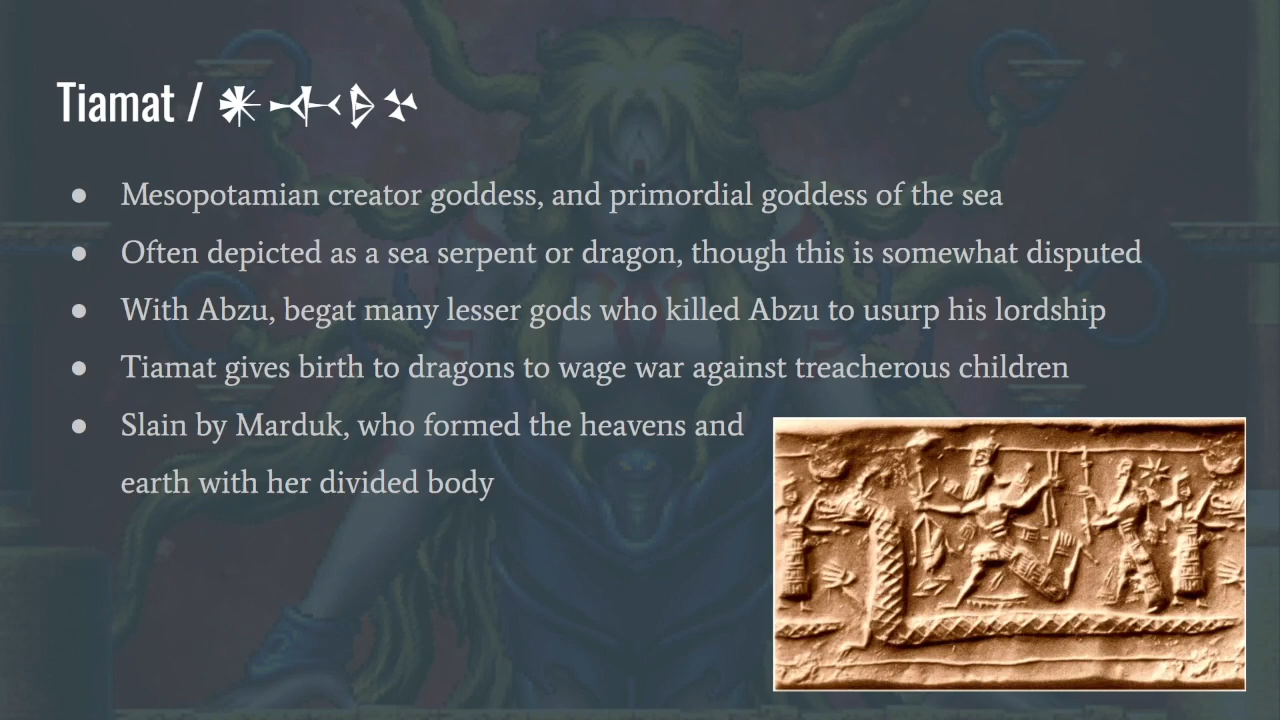 Tiamat / 𒀭𒋾𒊩𒆳
● Mesopotamian creator goddess, and primordial goddess of the sea
● Often depicted as a sea serpent or dragon, though this is somewhat disputed
● With Abzu, begat many lesser gods who killed Abzu to usurp his lordship
● Tiamat gives birth to dragons to wage war against treacherous children
● Slain by Marduk, who formed the heavens and
earth with her divided body